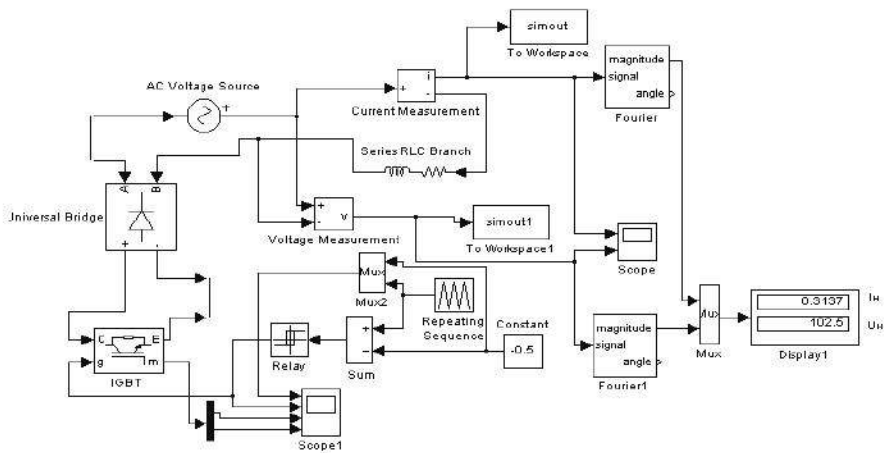 simout
To Workspace
magnitude
signal
angle
Fourier
AC Voltage Source
+
+
i
-
Current Measurement
Series RLC Branch
A
B
+
-
Jniversal Bridge
+
-
v
Voltage Measurement
simout1
To Workspace1
Scope
Mux
Mux2
Repeating
Sequence
Constant
-0.5
+
-
Sum
Relay
C
E
g
m
IGBT
Scope1
magnitude
signal
angle
Fourier1
Mux
Mux
0.3137
102.5
Display1
Iн
Uн